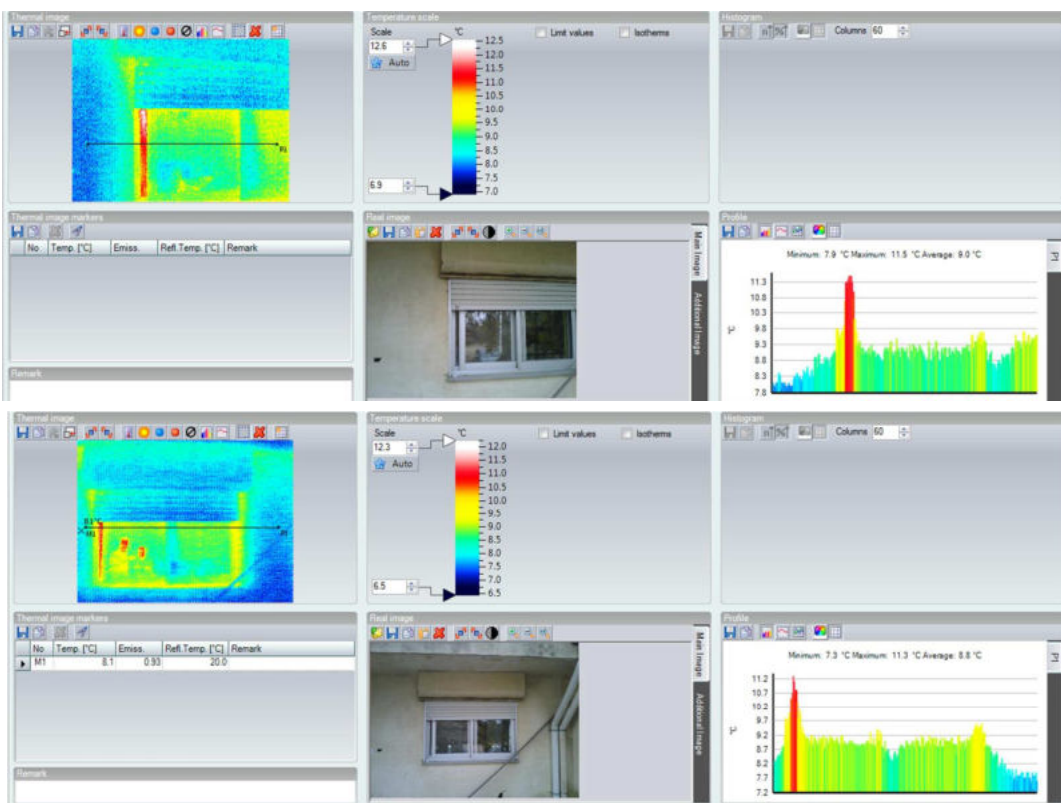 Thermal image
Temperature scale
Histogram
Scale
°C
Limit values
Isotherms
Columns 60
12.6
Auto
12.5
12.0
11.5
11.0
10.5
10.0
9.5
9.0
8.5
8.0
7.5
7.0
6.9
P1
Thermal image markers
No Temp. [°C] Emiss. Refl.Temp. [°C] Remark
Real image
Main Image
Additional Image
Profile
P1
Minimum: 7.9 °C Maximum: 11.5 °C Average: 9.0 °C
°C
11.3
10.8
10.3
9.8
9.3
8.8
8.3
7.8
Remark
Thermal image
Temperature scale
Histogram
Scale
°C
Limit values
Isotherms
Columns 60
12.3
Auto
12.0
11.5
11.0
10.5
10.0
9.5
9.0
8.5
8.0
7.5
7.0
6.5
6.5
M1
P1
Thermal image markers
No Temp. [°C] Emiss. Refl.Temp. [°C] Remark
M1 8.1 0.93 20.0
Real image
Main Image
Additional Image
Profile
P1
Minimum: 7.3 °C Maximum: 11.3 °C Average: 8.8 °C
°C
11.2
10.7
10.2
9.7
9.2
8.7
8.2
7.7
7.2
Remark